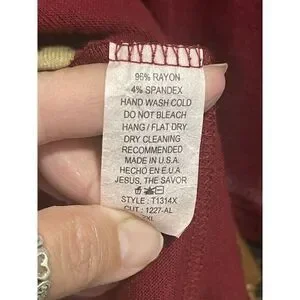 96% RAYON
4% SPANDEX
HAND WASH COLD
DO NOT BLEACH
HANG / FLAT DRY
DRY CLEANING
RECOMMENDED
MADE IN U.S.A
HECHO EN E.U.A
JESUS, THE SAVOR
STYLE : T1314X
CUT : 1227-AL